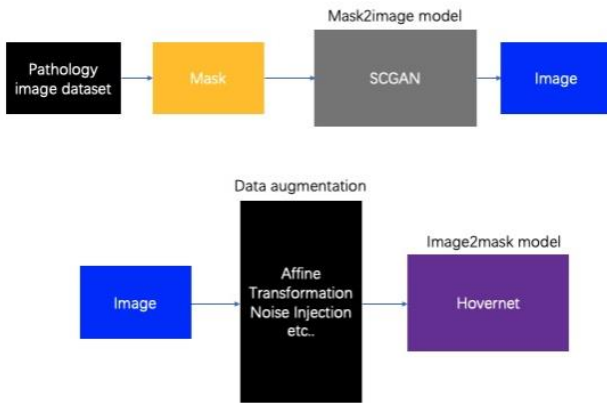 Mask2image model
Pathology
image dataset
Mask
SCGAN
Image
Data augmentation
Image
Affine
Transformation
Noise Injection
etc..
Image2mask model
Hovernet